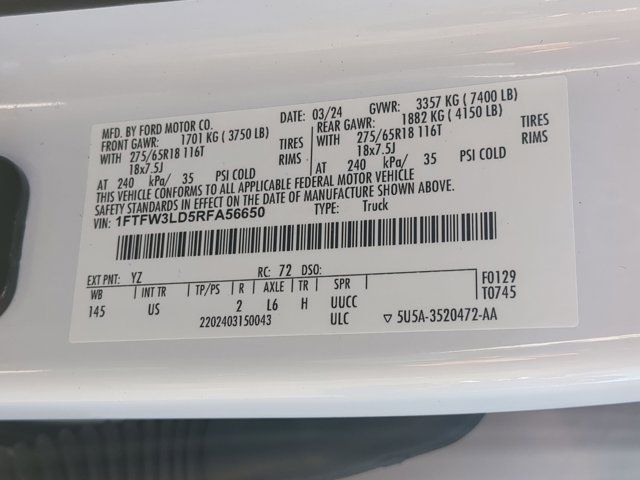 MFD. BY FORD MOTOR CO. DATE: 03/24 GVWR: 3357 KG ( 7400 LB)
FRONT GAWR: 1701 KG ( 3750 LB) REAR GAWR: 1882 KG ( 4150 LB)
WITH 275/65R18 116T TIRES WITH 275/65R18 116T TIRES
18x7.5J RIMS 18x7.5J RIMS
AT 240 kPa/ 35 PSI COLD AT 240 kPa/ 35 PSI COLD
THIS VEHICLE CONFORMS TO ALL APPLICABLE FEDERAL MOTOR VEHICLE
SAFETY STANDARDS IN EFFECT ON THE DATE OF MANUFACTURE SHOWN ABOVE.
VIN: 1FTFW3LD5RFA56650 TYPE: Truck
EXT PNT: YZ RC: 72 DSO: F0129
WB INT TR TP/PS R AXLE TR SPR T0745
145 US 2 L6 H UUCC
2202403150043 ULC ▽ 5U5A-3520472-AA